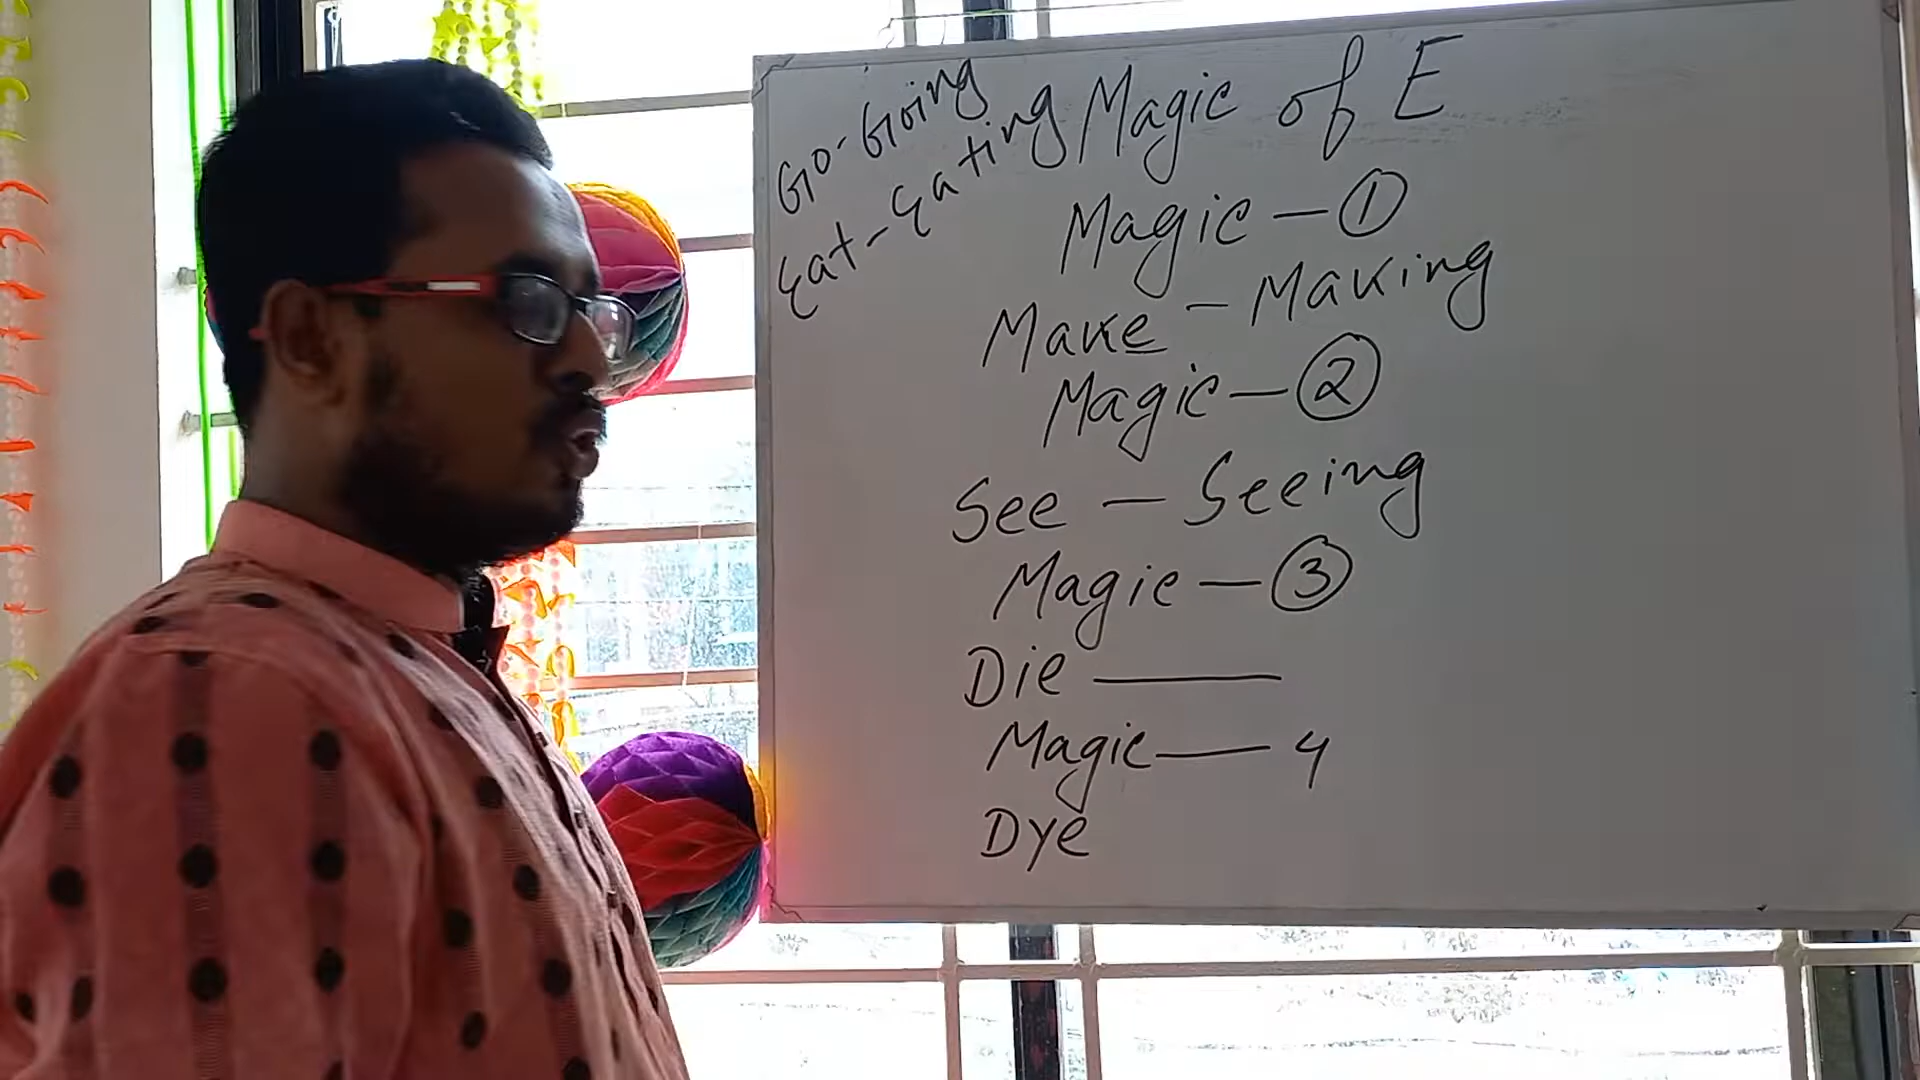 Go-Going
Eat-Eating
Magic of E
Magic – ①
Make – Making
Magic – ②
See – Seeing
Magic – ③
Die ———
Magic —— 4
Dye